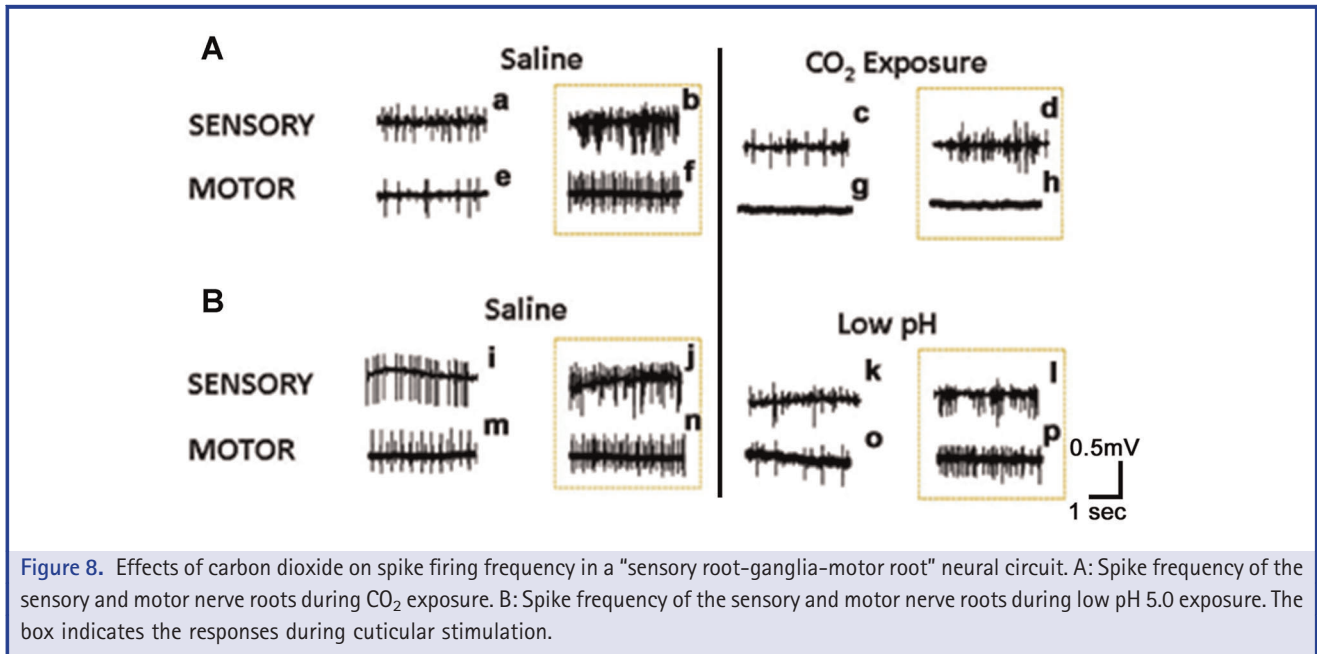 A
Saline
CO₂ Exposure
SENSORY a b c d
MOTOR e f g h
B
Saline
Low pH
SENSORY i j k l
MOTOR m n o p
0.5mV
1 sec
Figure 8. Effects of carbon dioxide on spike firing frequency in a "sensory root-ganglia-motor root" neural circuit. A: Spike frequency of the
sensory and motor nerve roots during CO₂ exposure. B: Spike frequency of the sensory and motor nerve roots during low pH 5.0 exposure. The
box indicates the responses during cuticular stimulation.